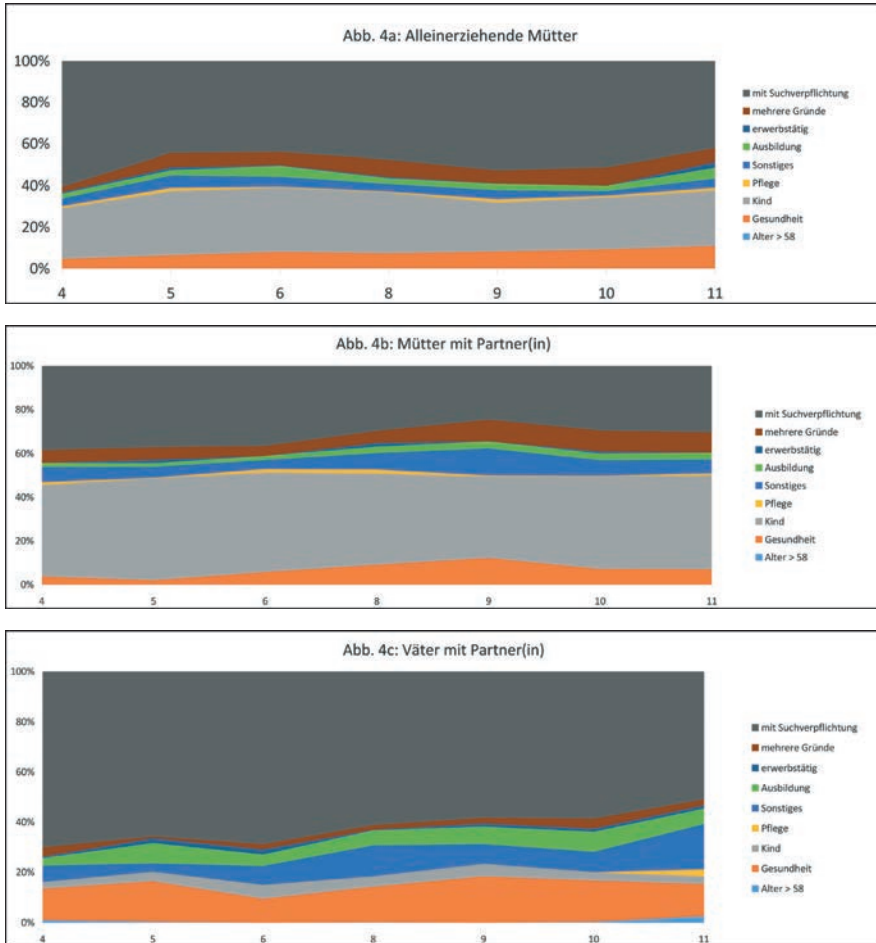 Abb. 4a: Alleinerziehende Mütter
100%
80%
60%
40%
20%
0%
4 5 6 8 9 10 11
mit Suchverpflichtung
mehrere Gründe
erwerbstätig
Ausbildung
Sonstiges
Pflege
Kind
Gesundheit
Alter > 58
Abb. 4b: Mütter mit Partner(in)
100%
80%
60%
40%
20%
0%
4 5 6 8 9 10 11
mit Suchverpflichtung
mehrere Gründe
erwerbstätig
Ausbildung
Sonstiges
Pflege
Kind
Gesundheit
Alter > 58
Abb. 4c: Väter mit Partner(in)
100%
80%
60%
40%
20%
0%
4 5 6 8 9 10 11
mit Suchverpflichtung
mehrere Gründe
erwerbstätig
Ausbildung
Sonstiges
Pflege
Kind
Gesundheit
Alter > 58